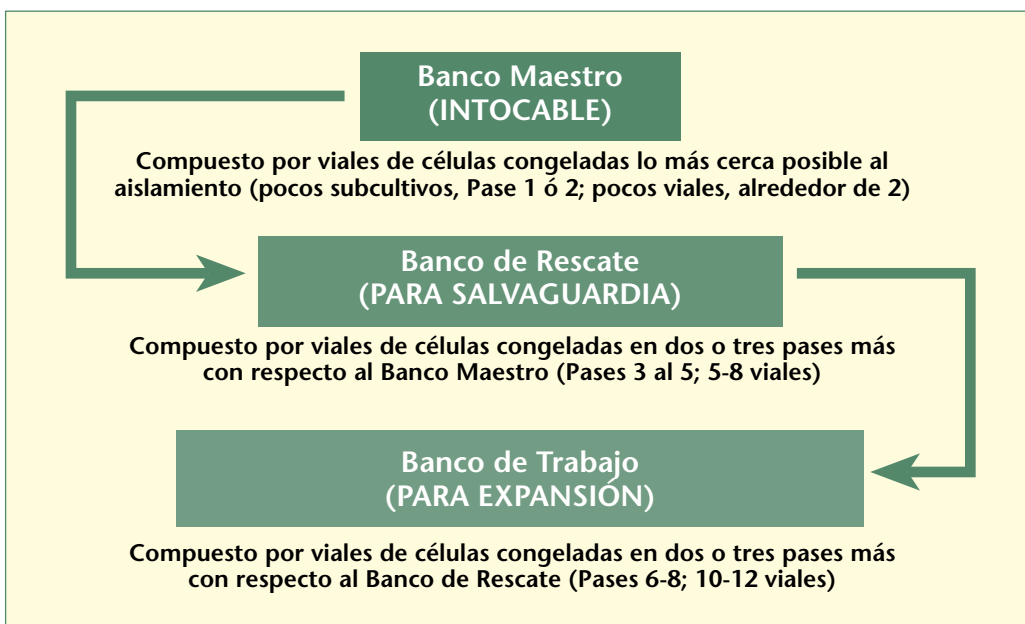 Banco Maestro
(INTOCABLE)
Compuesto por viales de células congeladas lo más cerca posible al
aislamiento (pocos subcultivos, Pase 1 ó 2; pocos viales, alrededor de 2)
Banco de Rescate
(PARA SALVAGUARDIA)
Compuesto por viales de células congeladas en dos o tres pases más
con respecto al Banco Maestro (Pases 3 al 5; 5-8 viales)
Banco de Trabajo
(PARA EXPANSIÓN)
Compuesto por viales de células congeladas en dos o tres pases más
con respecto al Banco de Rescate (Pases 6-8; 10-12 viales)